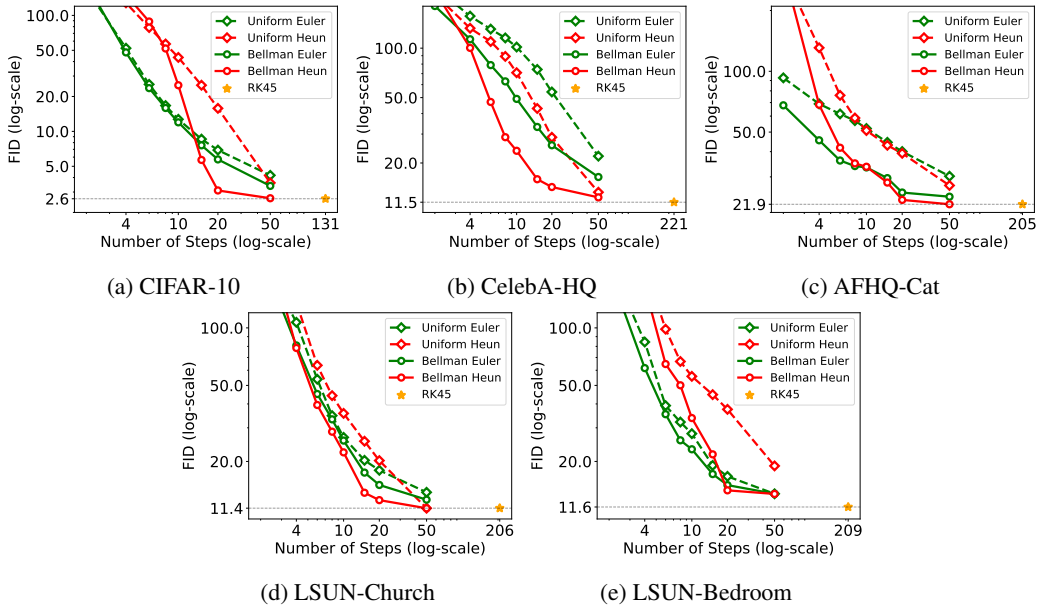 100.0
50.0
10.0
5.0
2.6
FID (log-scale)
4
10
20
50
131
Number of Steps (log-scale)
Uniform Euler
Uniform Heun
Bellman Euler
Bellman Heun
RK45
(a) CIFAR-10
100.0
50.0
20.0
11.5
FID (log-scale)
4
10
20
50
221
Number of Steps (log-scale)
Uniform Euler
Uniform Heun
Bellman Euler
Bellman Heun
RK45
(b) CelebA-HQ
100.0
50.0
21.9
FID (log-scale)
4
10
20
50
205
Number of Steps (log-scale)
Uniform Euler
Uniform Heun
Bellman Euler
Bellman Heun
RK45
(c) AFHQ-Cat
100.0
50.0
20.0
11.4
FID (log-scale)
4
10
20
50
206
Number of Steps (log-scale)
Uniform Euler
Uniform Heun
Bellman Euler
Bellman Heun
RK45
(d) LSUN-Church
100.0
50.0
20.0
11.6
FID (log-scale)
4
10
20
50
209
Number of Steps (log-scale)
Uniform Euler
Uniform Heun
Bellman Euler
Bellman Heun
RK45
(e) LSUN-Bedroom